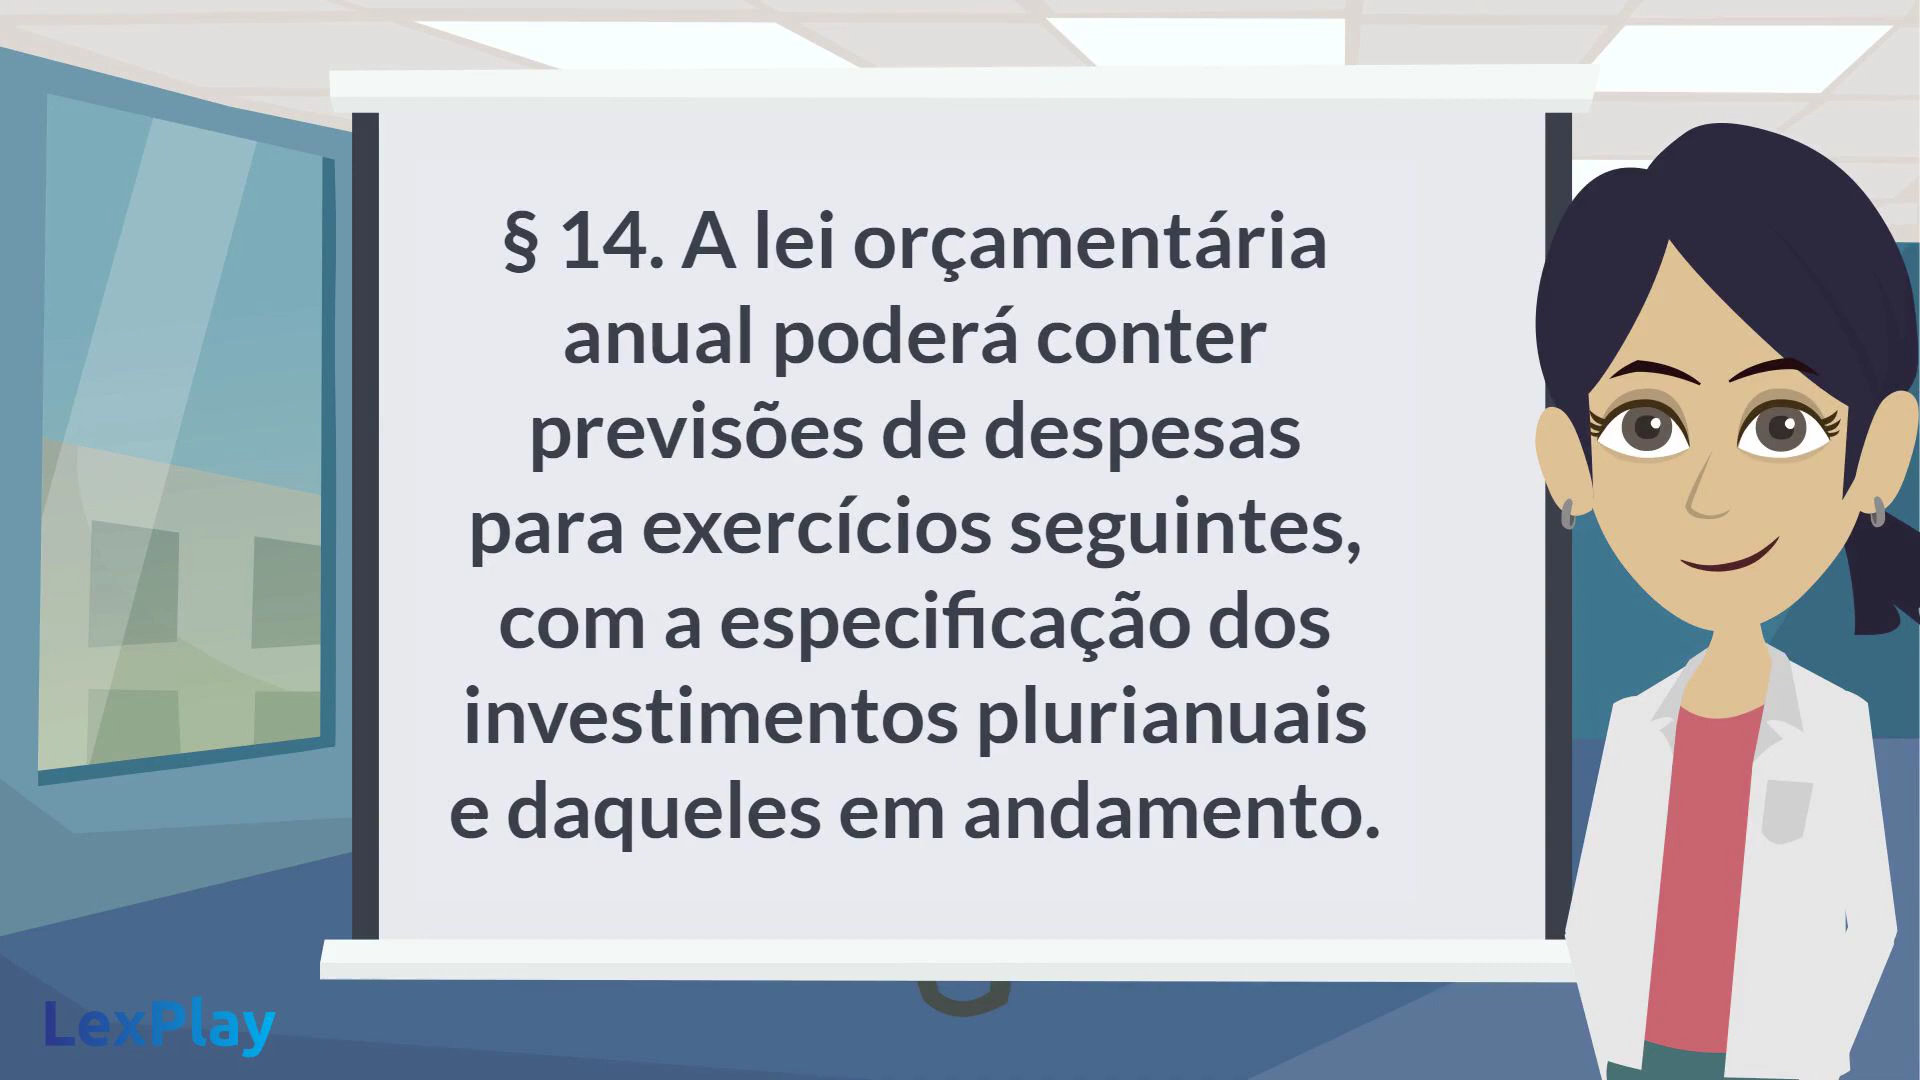 § 14. A lei orçamentária
anual poderá conter
previsões de despesas
para exercícios seguintes,
com a especificação dos
investimentos plurianuais
e daqueles em andamento.
LexPlay